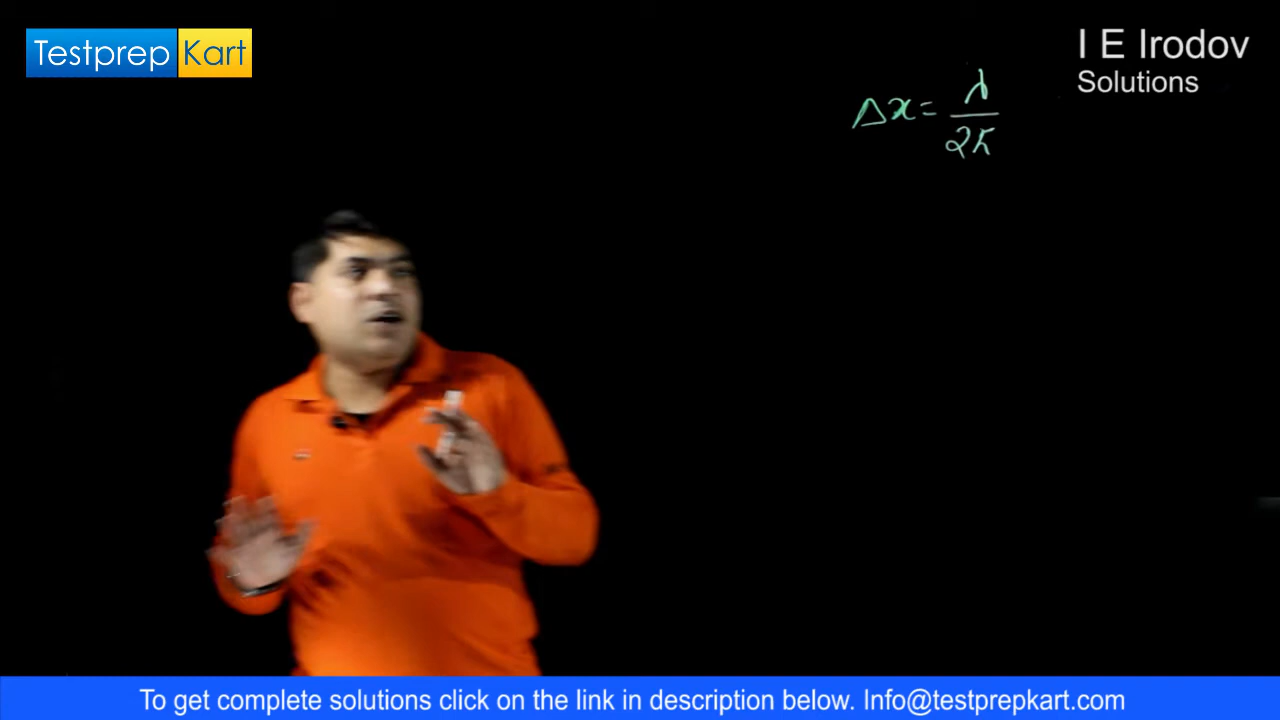 Testprep Kart
I E Irodov
Solutions
Δx = λ/2π
To get complete solutions click on the link in description below. Info@testprepkart.com